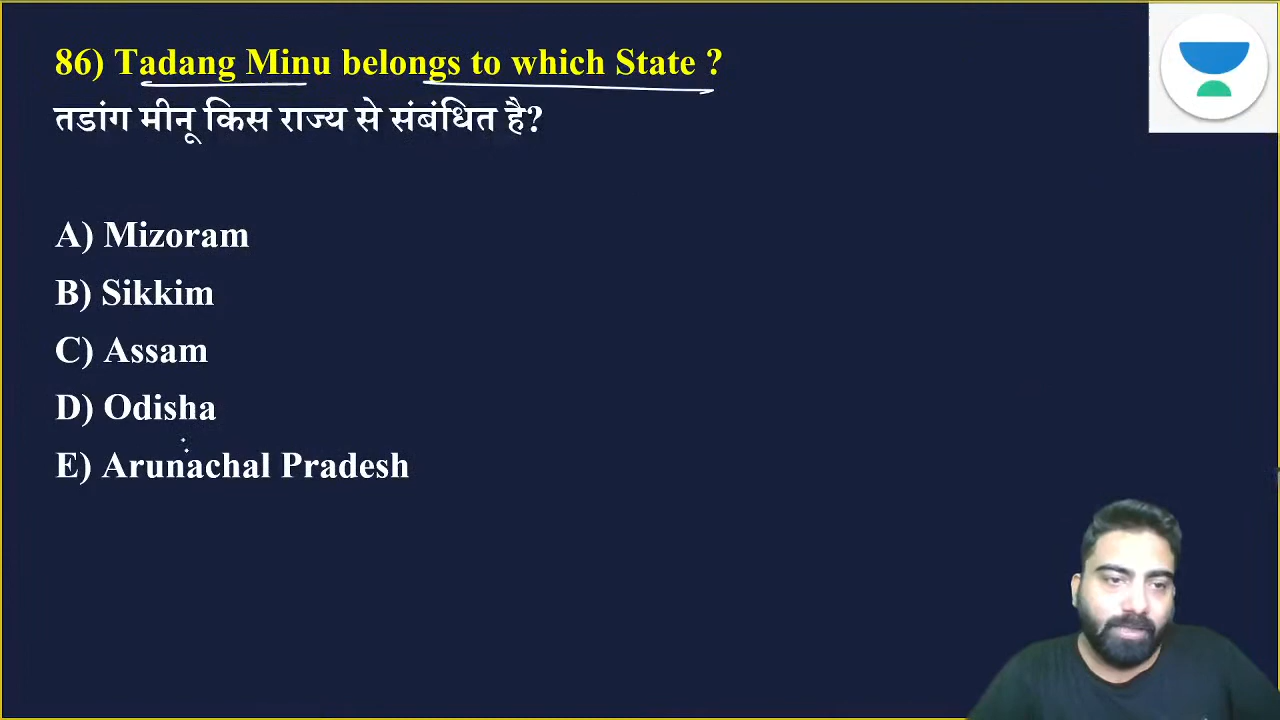 86) Tadang Minu belongs to which State ?
तडांग मीनू किस राज्य से संबंधित है?
A) Mizoram
B) Sikkim
C) Assam
D) Odisha
E) Arunachal Pradesh